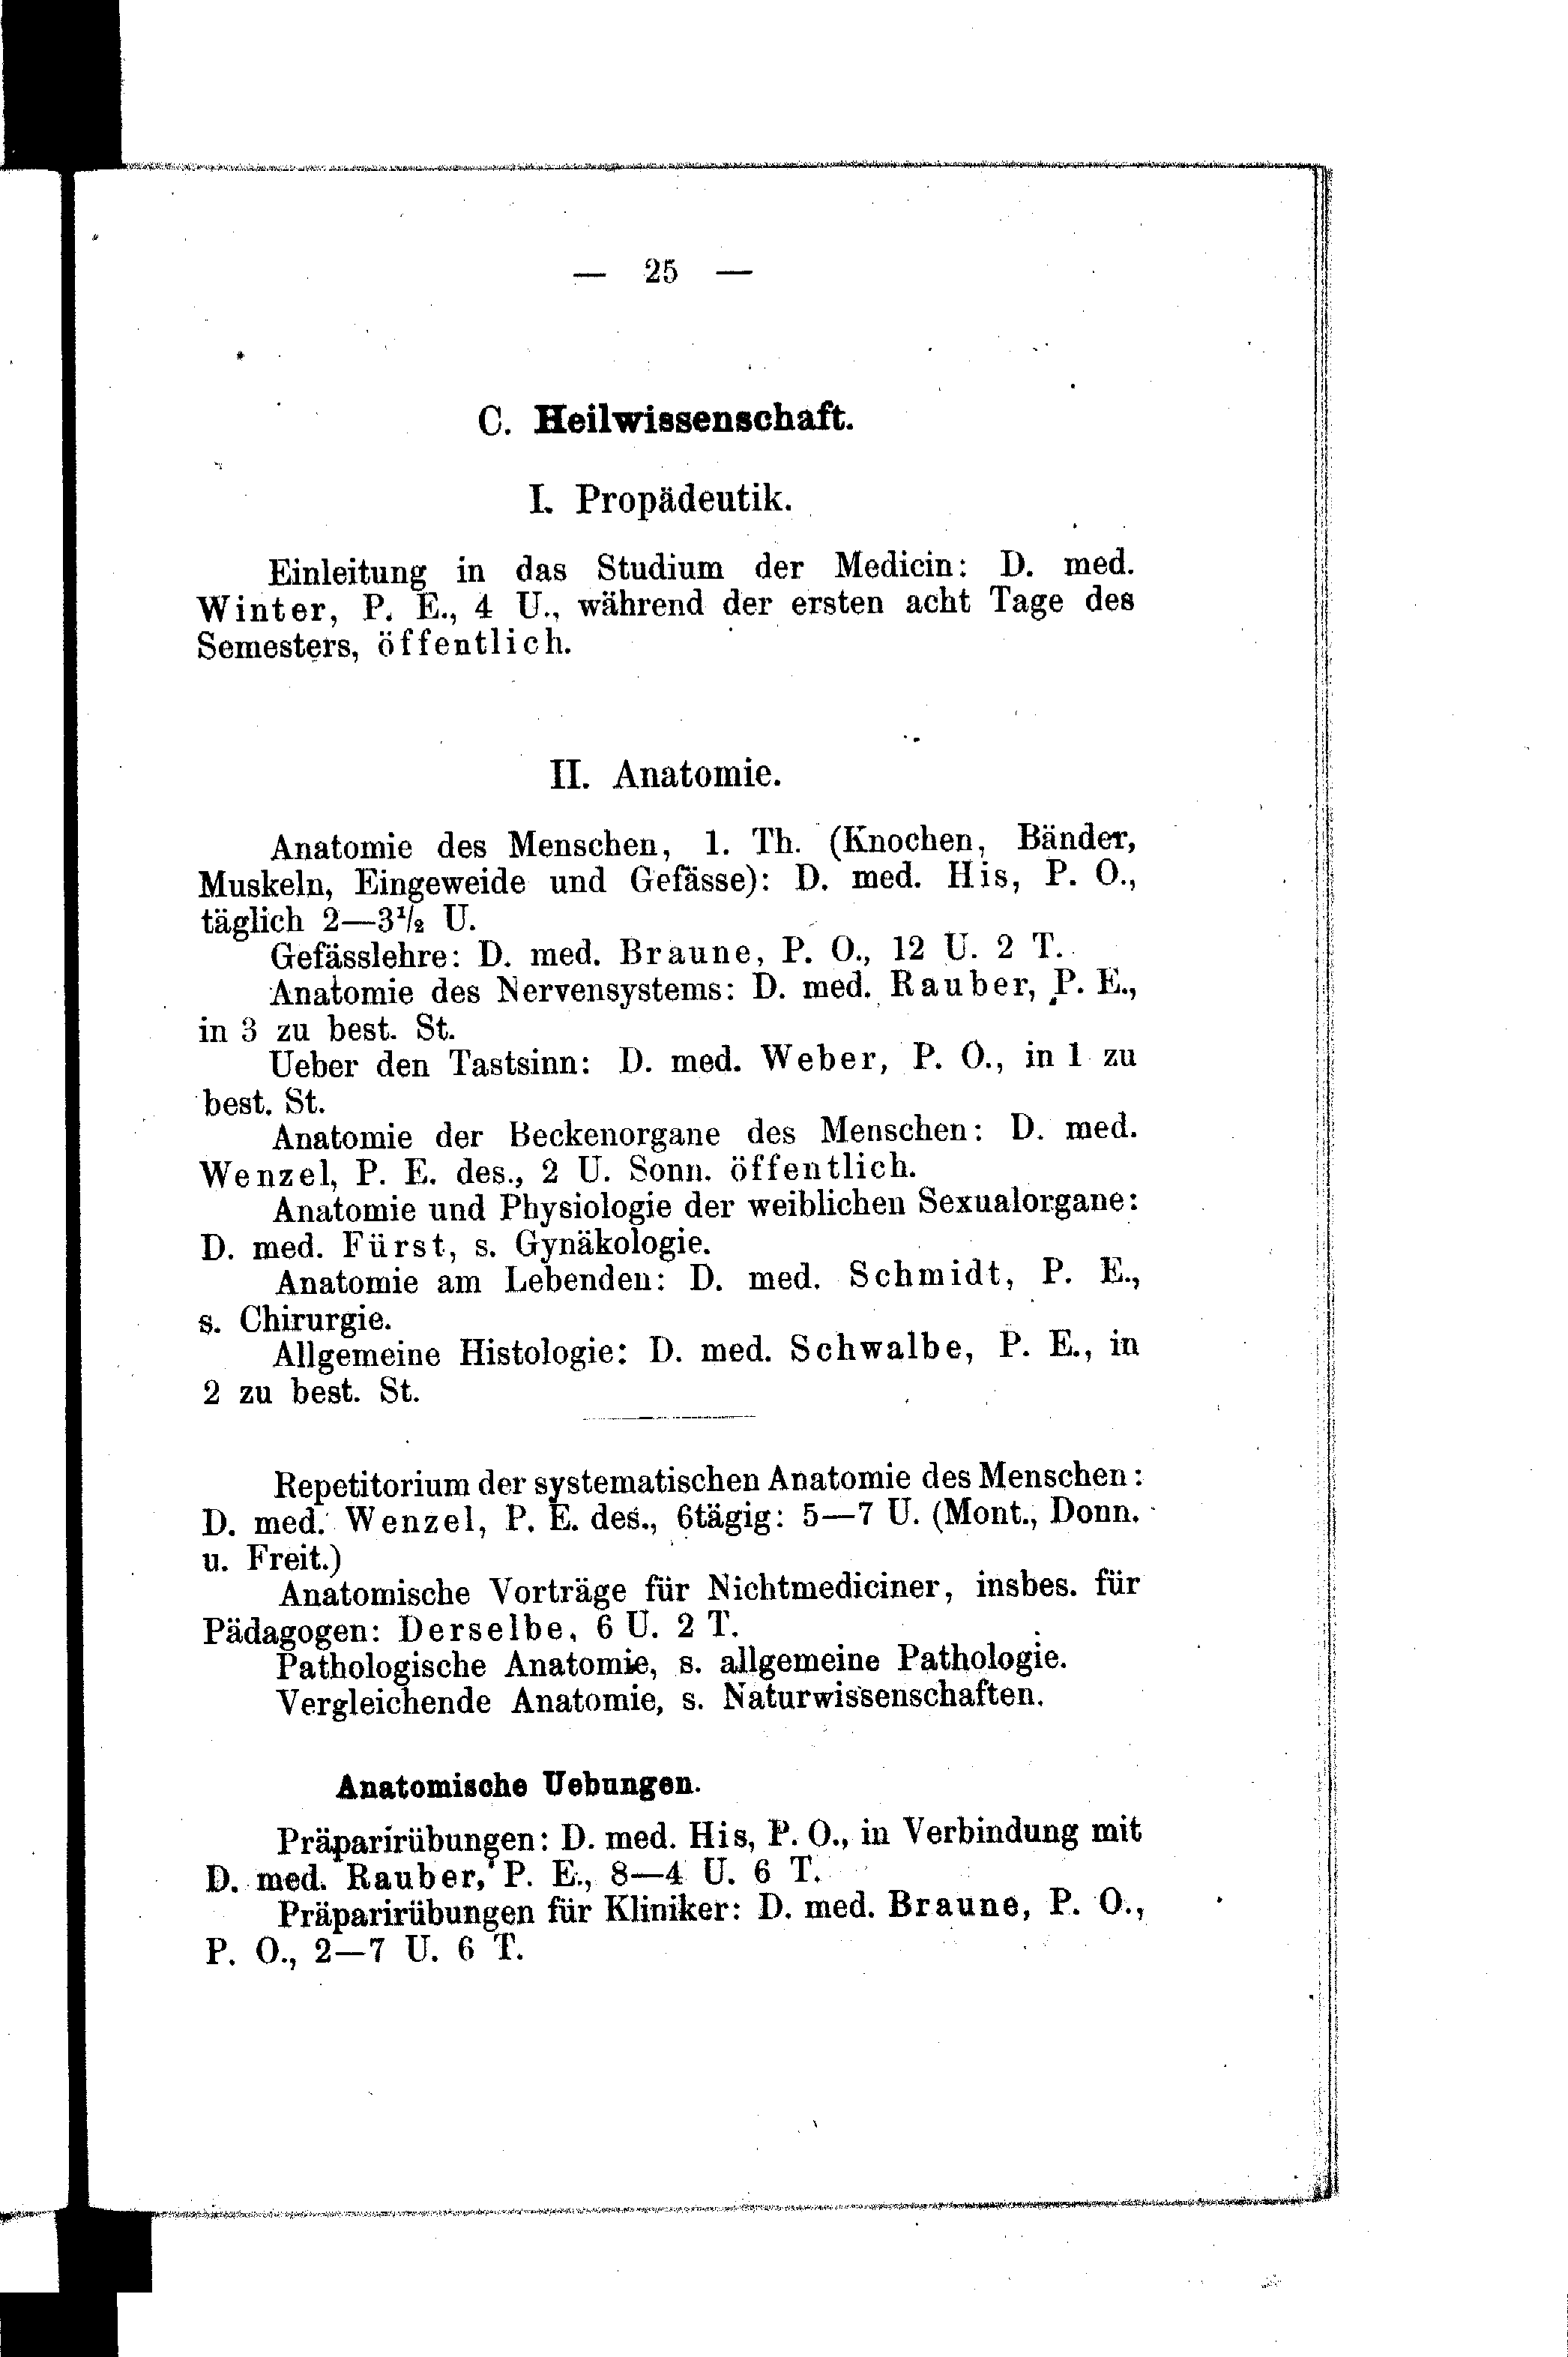 — 25 —
C. Heilwissenschaft.
I. Propädeutik.
Einleitung in das Studium der Medicin: D. med.
Winter, P. E., 4 U., während der ersten acht Tage des
Semesters, öffentlich.
II. Anatomie.
Anatomie des Menschen, 1. Th. (Knochen, Bänder,
Muskeln, Eingeweide und Gefässe): D. med. His, P. O.,
täglich 2—3½ U.
Gefässlehre: D. med. Braune, P. O., 12 U. 2 T.
Anatomie des Nervensystems: D. med. Rauber, P. E.,
in 3 zu best. St.
Ueber den Tastsinn: D. med. Weber, P. O., in 1 zu
best. St.
Anatomie der Beckenorgane des Menschen: D. med.
Wenzel, P. E. des., 2 U. Sonn. öffentlich.
Anatomie und Physiologie der weiblichen Sexualorgane:
D. med. Fürst, s. Gynäkologie.
Anatomie am Lebenden: D. med. Schmidt, P. E.,
s. Chirurgie.
Allgemeine Histologie: D. med. Schwalbe, P. E., in
2 zu best. St.
Repetitorium der systematischen Anatomie des Menschen:
D. med. Wenzel, P. E. des., 6tägig: 5—7 U. (Mont., Donn.
u. Freit.)
Anatomische Vorträge für Nichtmediciner, insbes. für
Pädagogen: Derselbe, 6 U. 2 T.
Pathologische Anatomie, s. allgemeine Pathologie.
Vergleichende Anatomie, s. Naturwissenschaften.
Anatomische Uebungen.
Präparirübungen: D. med. His, P. O., in Verbindung mit
D. med. Rauber, P. E., 8—4 U. 6 T.
Präparirübungen für Kliniker: D. med. Braune, P. O.,
P. O., 2—7 U. 6 T.